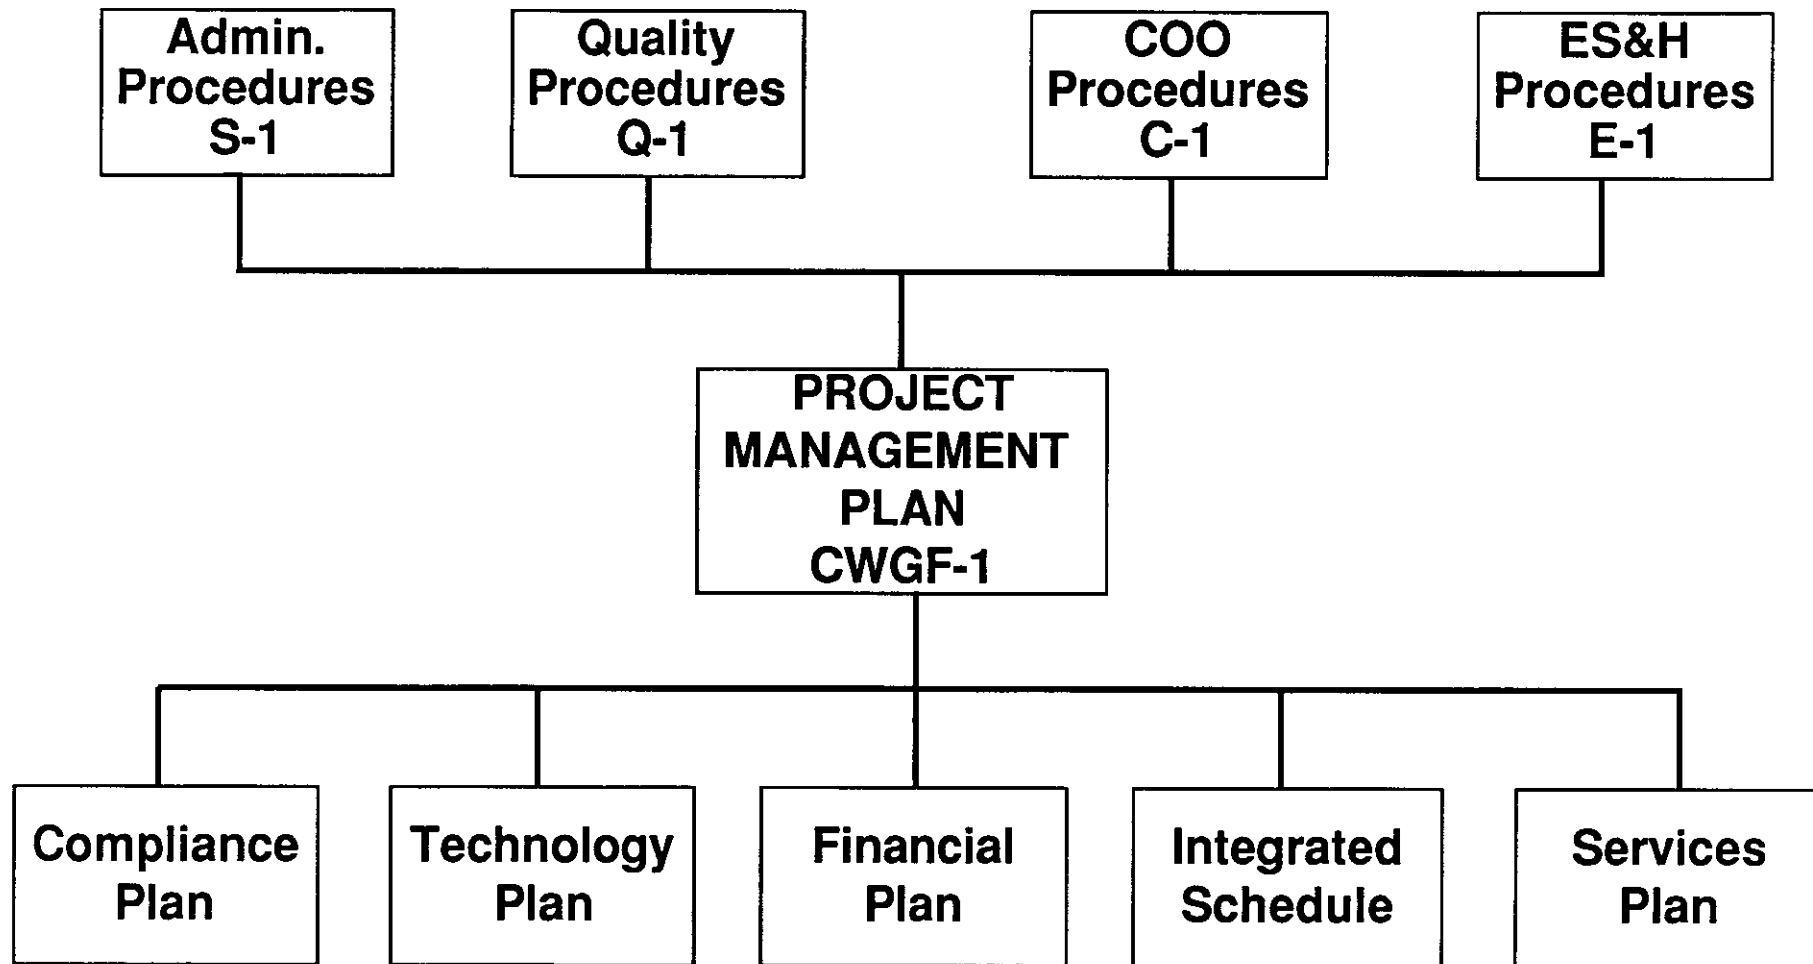 Admin.
Procedures
S-1
Quality
Procedures
Q-1
COO
Procedures
C-1
ES&H
Procedures
E-1
PROJECT
MANAGEMENT
PLAN
CWGF-1
Compliance
Plan
Technology
Plan
Financial
Plan
Integrated
Schedule
Services
Plan